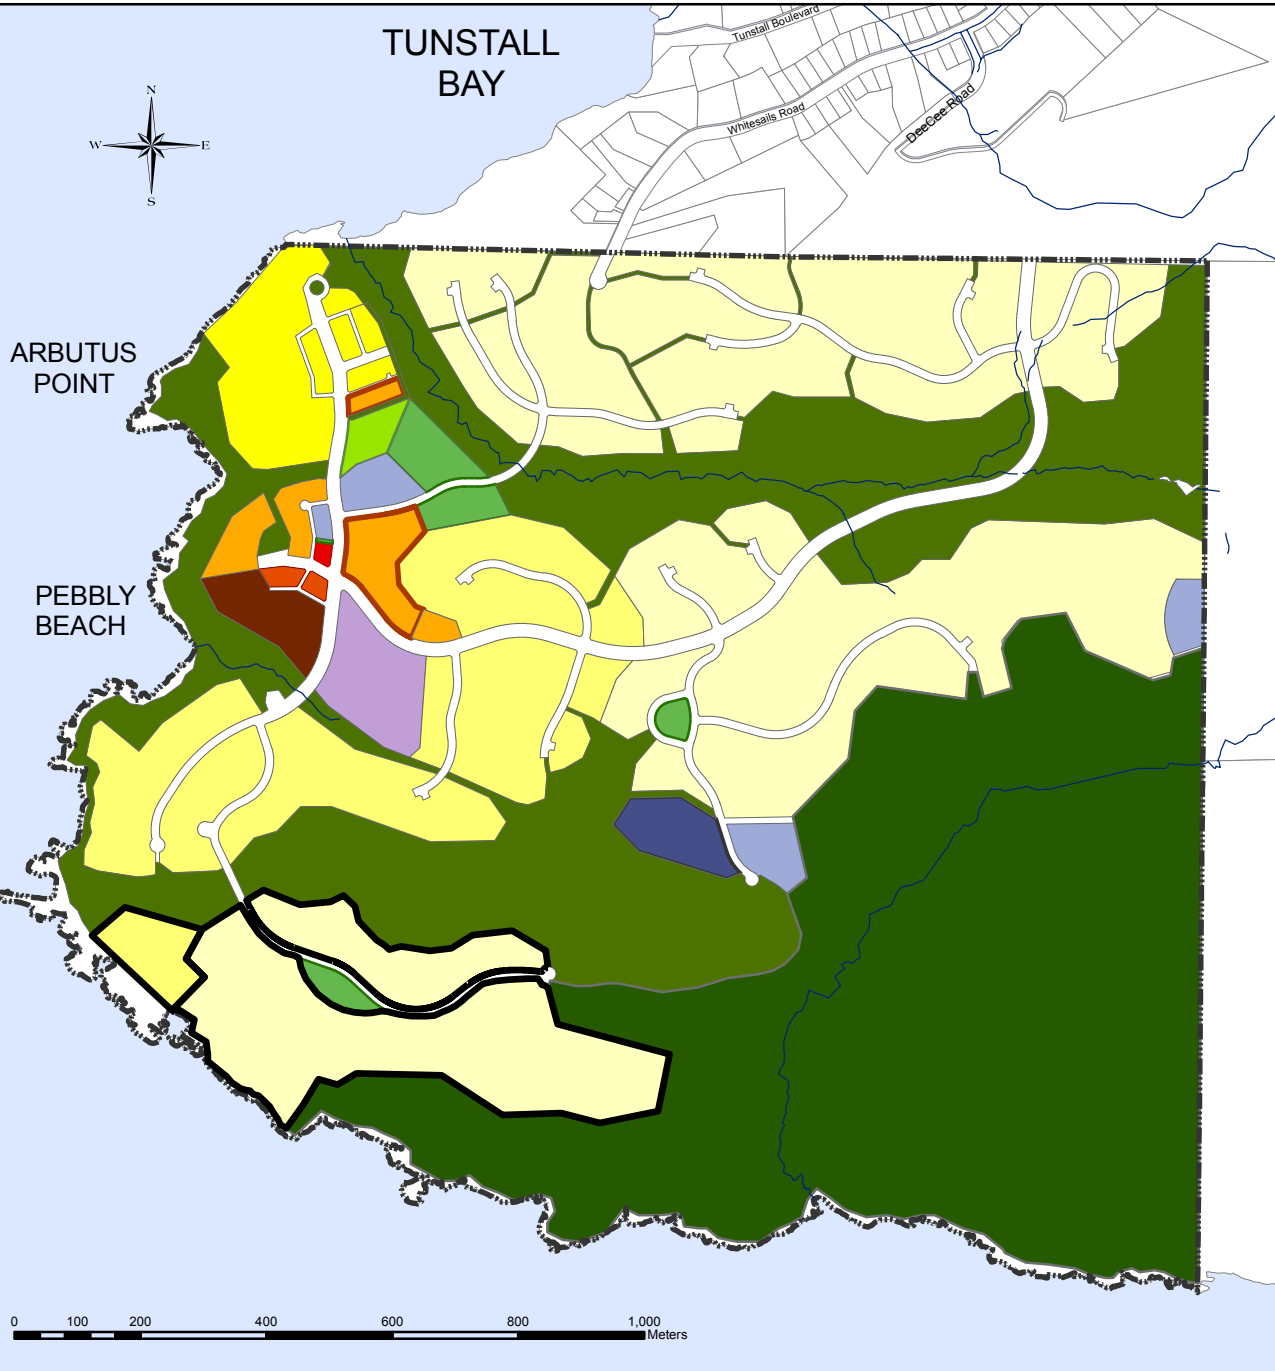 TUNSTALL
BAY
Tunstall Boulevard
Whitesails Road
DeeCee Road
N
W
E
S
ARBUTUS
POINT
PEBBLY
BEACH
0 100 200 400 600 800 1,000
Meters